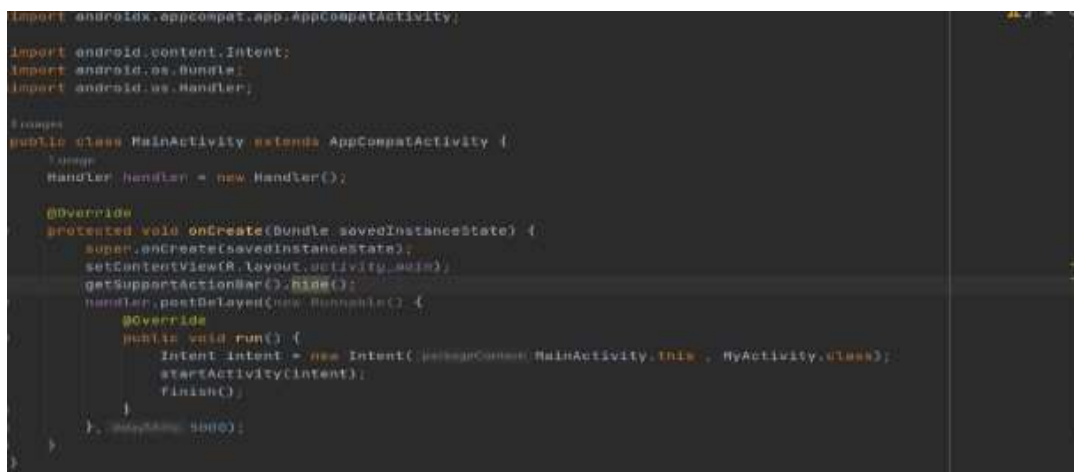 import androidx.appcompat.app.AppCompatActivity;
import android.content.Intent;
import android.os.Bundle;
import android.os.Handler;
usages
public class MainActivity extends AppCompatActivity {
1 usage
Handler handler = new Handler();
@Override
protected void onCreate(Bundle savedInstanceState) {
super.onCreate(savedInstanceState);
setContentView(R.layout.activity_main);
getSupportActionBar().hide();
handler.postDelayed(new Runnable() {
@Override
public void run() {
Intent intent = new Intent( packageContext: MainActivity.this , MyActivity.class);
startActivity(intent);
finish();
}
}, delayMillis: 5000);
}
}